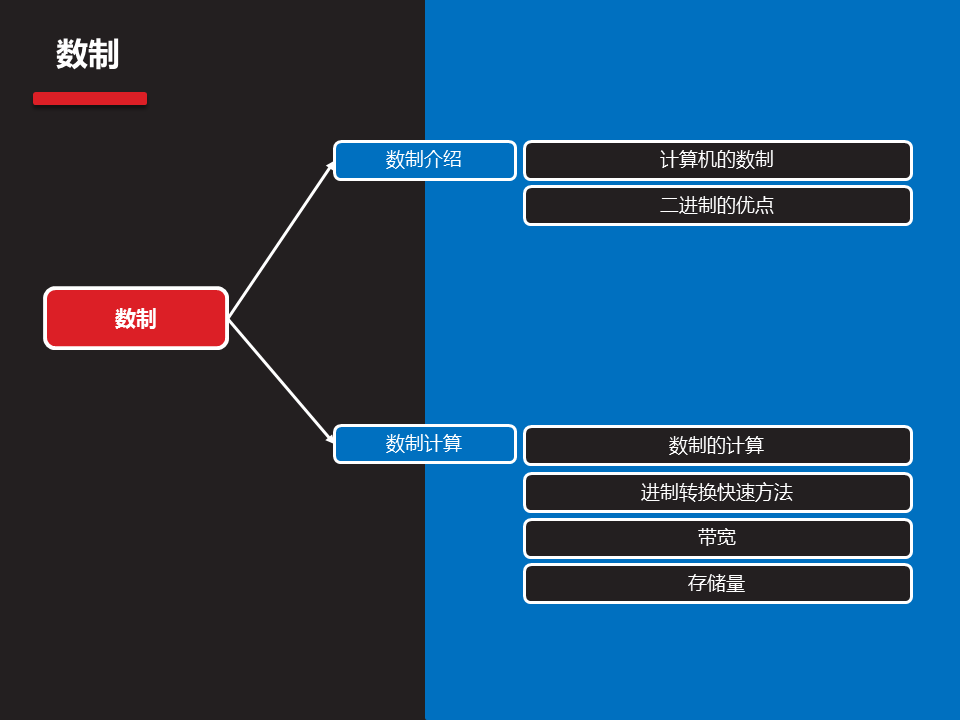 数制
数制介绍
计算机的数制
二进制的优点
数制
数制计算
数制的计算
进制转换快速方法
带宽
存储量